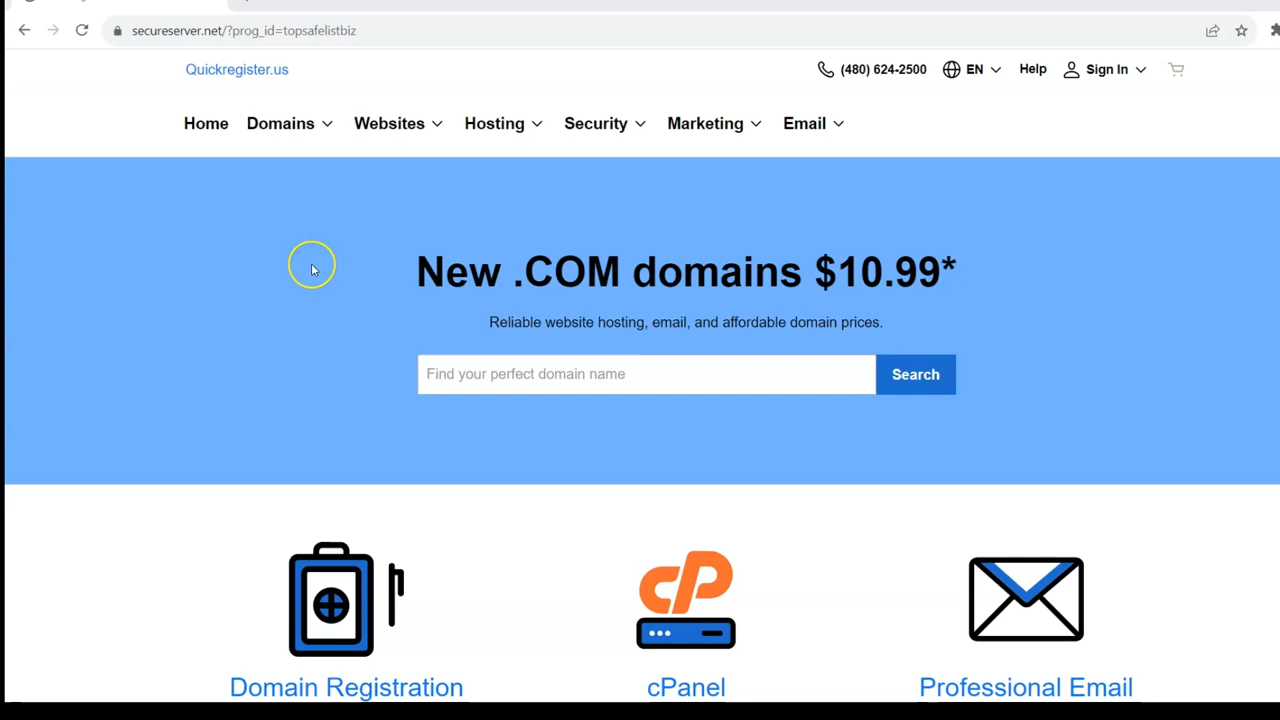 secureserver.net/?prog_id=topsafelistbiz
Quickregister.us
(480) 624-2500
EN
Help
Sign In
Home
Domains
Websites
Hosting
Security
Marketing
Email
New .COM domains $10.99*
Reliable website hosting, email, and affordable domain prices.
Find your perfect domain name
Search
cP
Domain Registration
cPanel
Professional Email